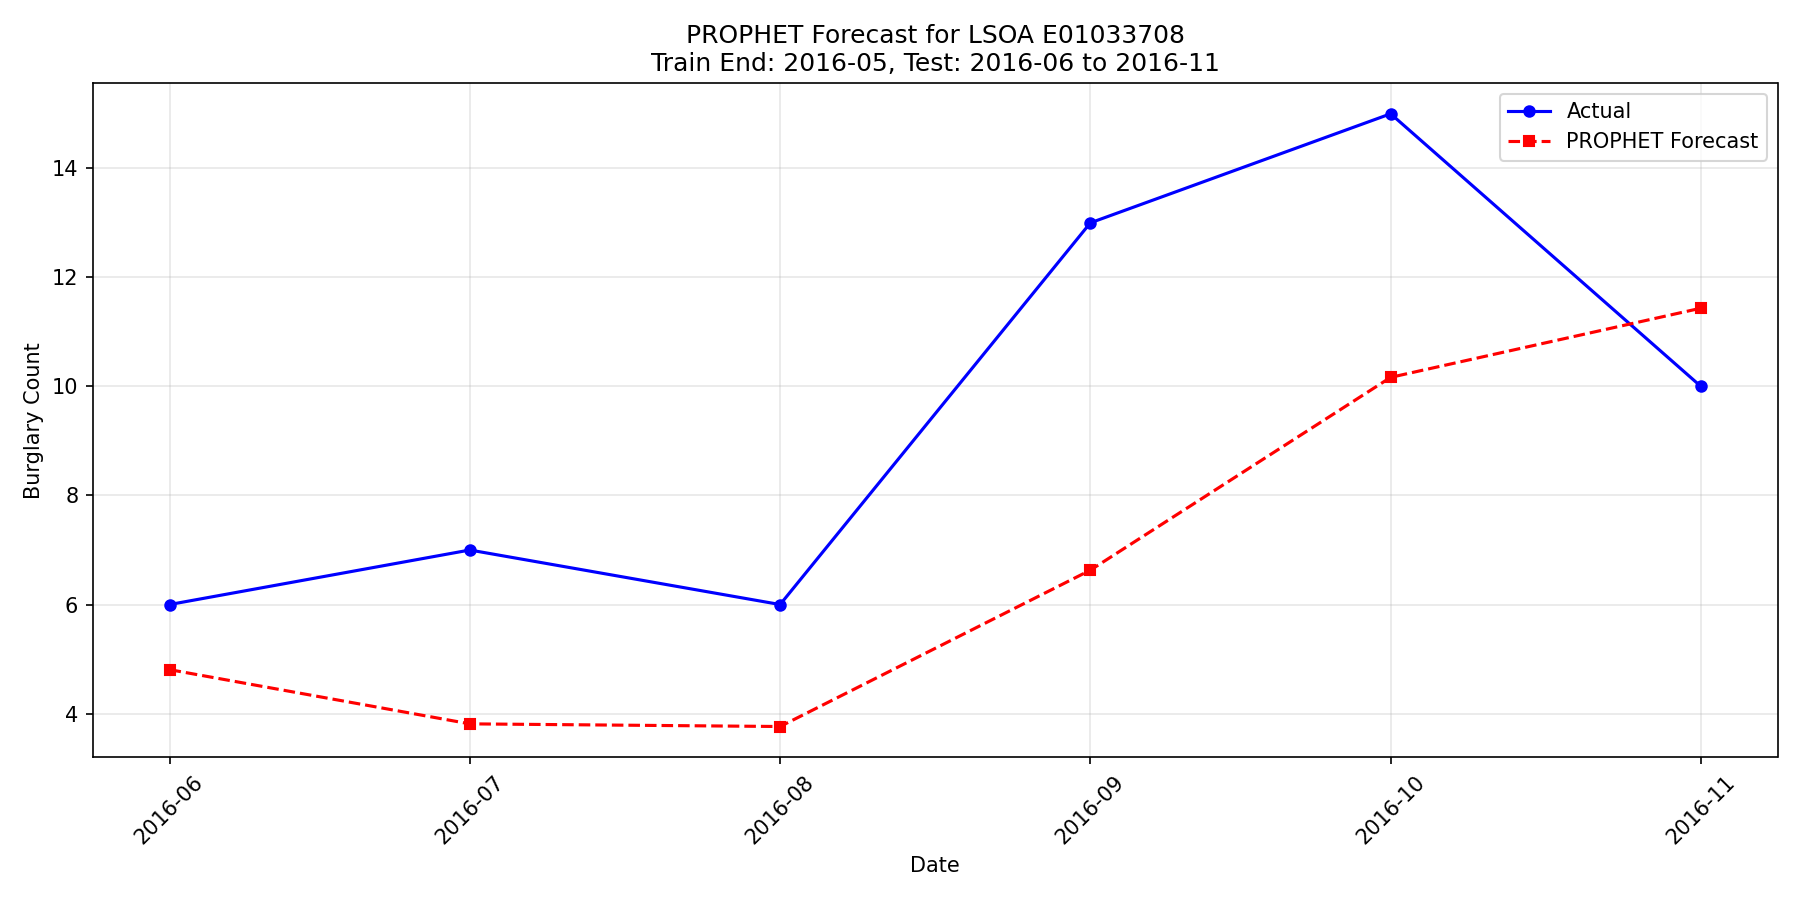 PROPHET Forecast for LSOA E01033708
Train End: 2016-05, Test: 2016-06 to 2016-11
Actual
PROPHET Forecast
Burglary Count
14
12
10
8
6
4
2016-06
2016-07
2016-08
2016-09
2016-10
2016-11
Date